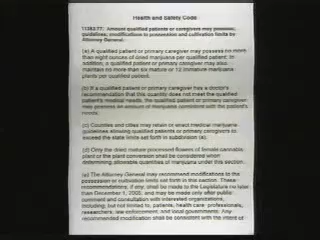 Health and Safety Code
11362.77. Amount qualified patients or caregivers may possess;
guidelines; modifications to possession and cultivation limits by
Attorney General.
(a) A qualified patient or primary caregiver may possess no more
than eight ounces of dried marijuana per qualified patient. In
addition, a qualified patient or primary caregiver may also
maintain no more than six mature or 12 immature marijuana
plants per qualified patient.
(b) If a qualified patient or primary caregiver has a doctor's
recommendation that this quantity does not meet the qualified
patient's medical needs, the qualified patient or primary caregiver
may possess an amount of marijuana consistent with the patient's
needs.
(c) Counties and cities may retain or enact medical marijuana
guidelines allowing qualified patients or primary caregivers to
exceed the state limits set forth in subdivision (a).
(d) Only the dried mature processed flowers of female cannabis
plant or the plant conversion shall be considered when
determining allowable quantities of marijuana under this section.
(e) The Attorney General may recommend modifications to the
possession or cultivation limits set forth in this section. These
recommendations, if any, shall be made to the Legislature no later
than December 1, 2005, and may be made only after public
comment and consultation with interested organizations,
including, but not limited to, patients, health care professionals,
researchers, law enforcement, and local governments. Any
recommended modification shall be consistent with the intent of